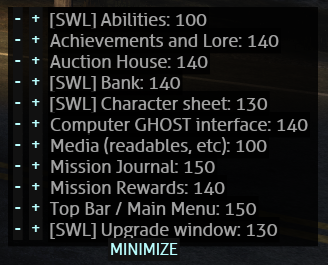 - + [SWL] Abilities: 100
- + Achievements and Lore: 140
- + Auction House: 140
- + [SWL] Bank: 140
- + [SWL] Character sheet: 130
- + Computer GHOST interface: 140
- + Media (readables, etc): 100
- + Mission Journal: 150
- + Mission Rewards: 140
- + Top Bar / Main Menu: 150
- + [SWL] Upgrade window: 130
MINIMIZE